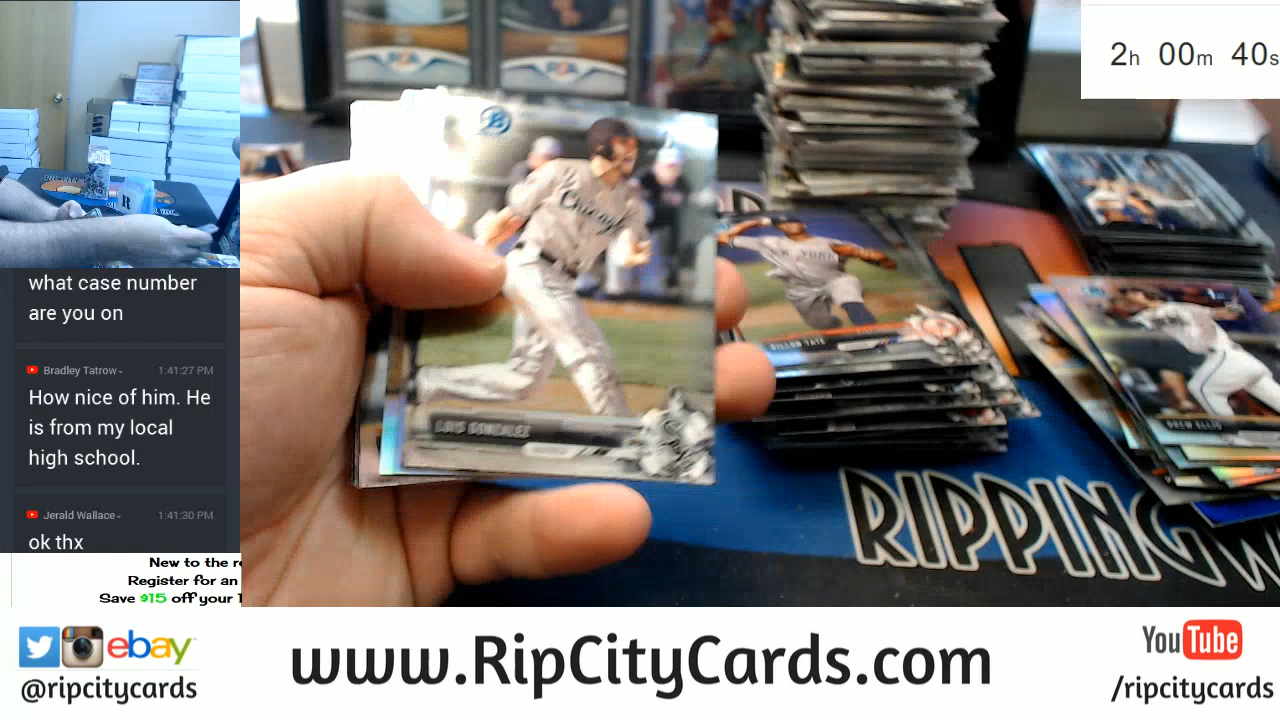 2h 00m 40s
what case number
are you on
Bradley Tatrow 1:41:27 PM
How nice of him. He
is from my local
high school.
Jerald Wallace 1:41:30 PM
ok thx
New to the
Register for an
Save $15 off your
Chicago
LUIS GONZALEZ
NEW YORK
DILLON TATE
DREW ELLIS
RIPPING
ebay
@ripcitycards
www.RipCityCards.com
YouTube
/ripcitycards